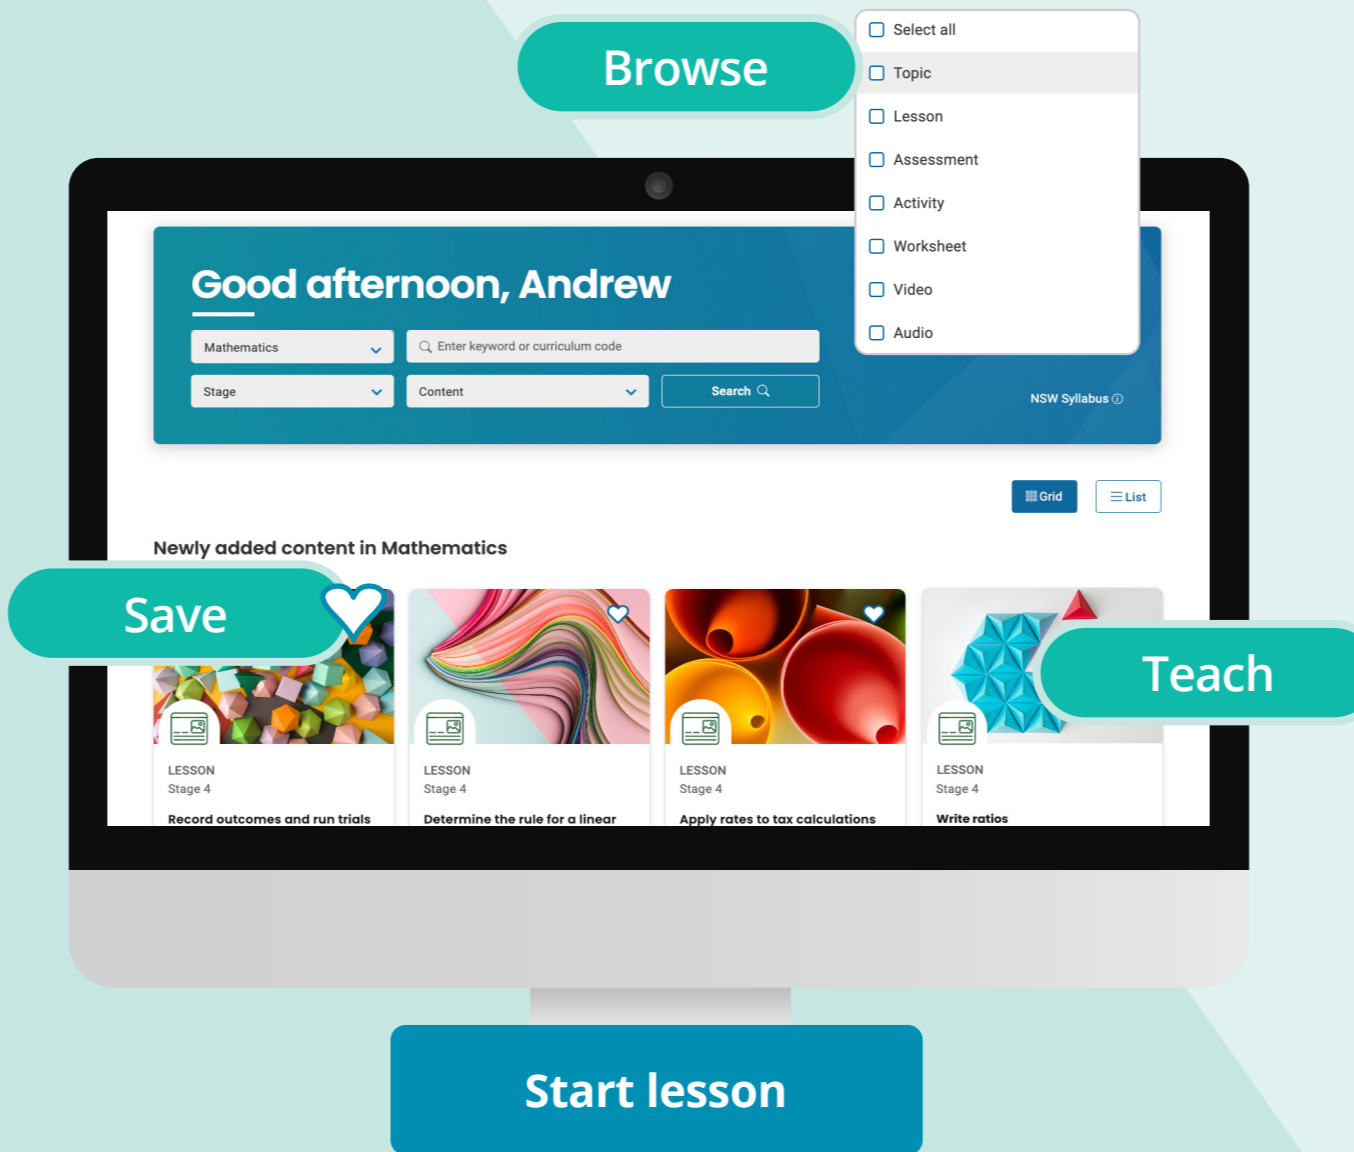 Browse
Select all
Topic
Lesson
Assessment
Activity
Worksheet
Video
Audio
Good afternoon, Andrew
Mathematics
Enter keyword or curriculum code
Stage
Content
Search
NSW Syllabus
Grid
List
Newly added content in Mathematics
Save
Teach
LESSON
Stage 4
Record outcomes and run trials
LESSON
Stage 4
Determine the rule for a linear
LESSON
Stage 4
Apply rates to tax calculations
LESSON
Stage 4
Write ratios
Start lesson